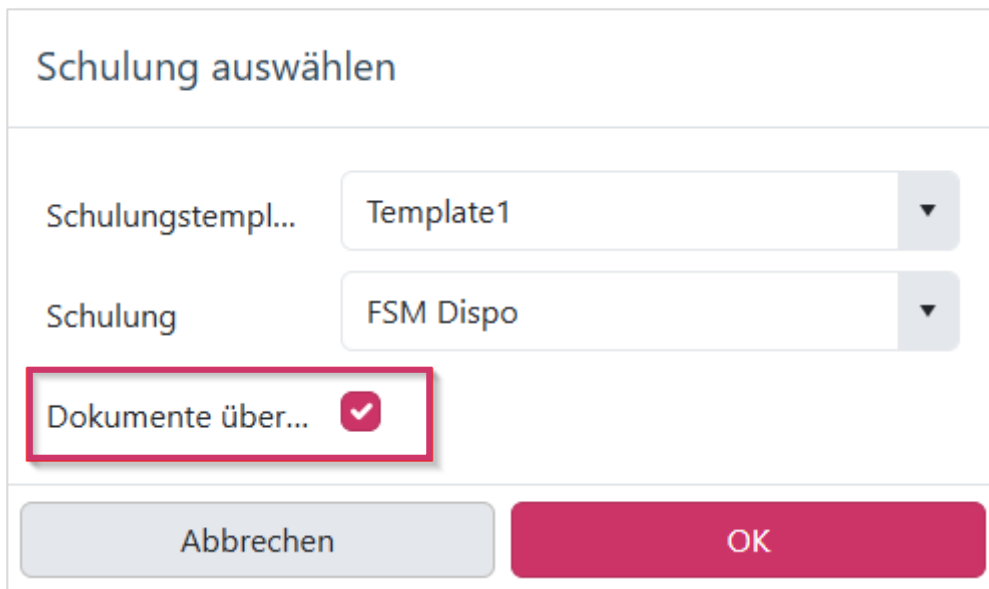 Schulung auswählen
Schulungstempl... Template1
Schulung FSM Dispo
Dokumente über...
Abbrechen OK